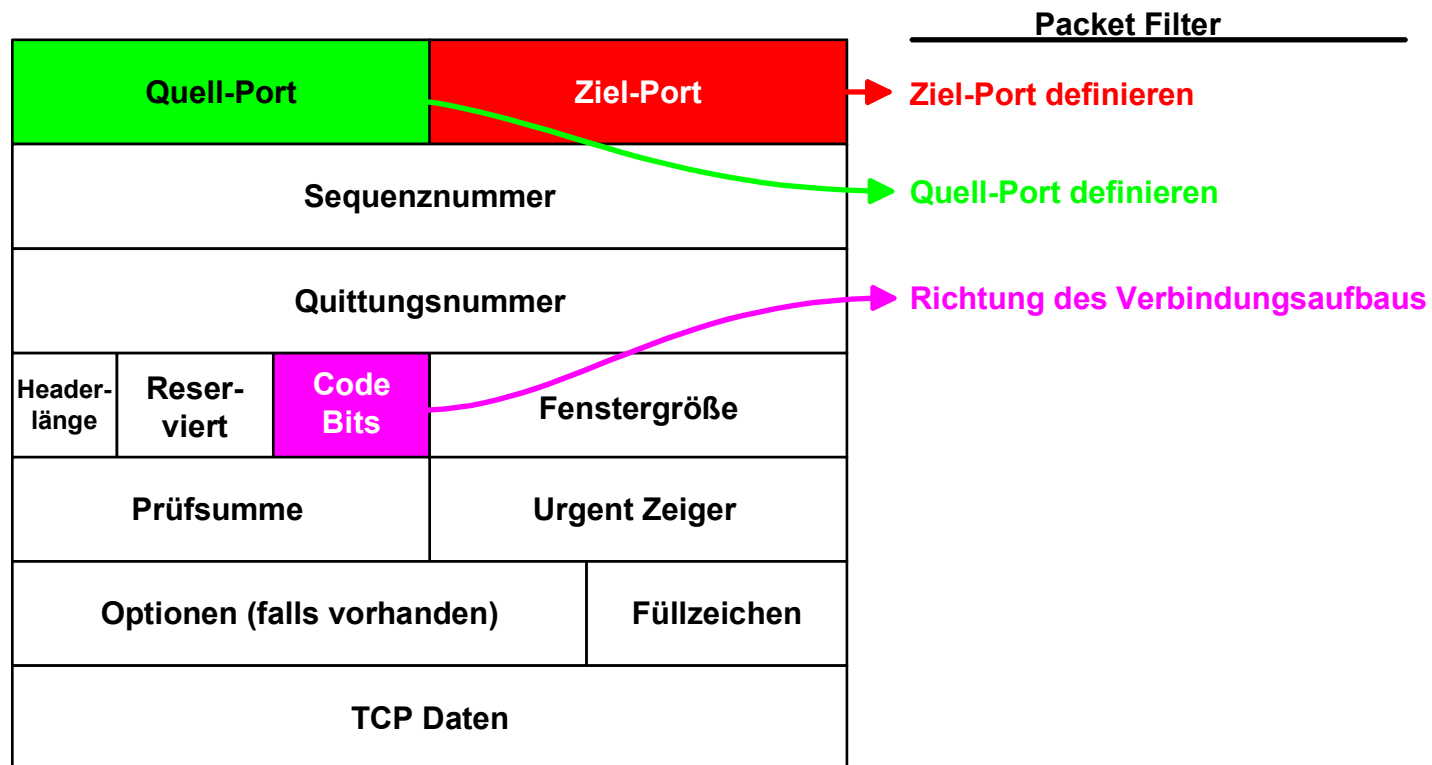 Packet Filter
Quell-Port
Ziel-Port
Ziel-Port definieren
Sequenznummer
Quell-Port definieren
Quittungsnummer
Richtung des Verbindungsaufbaus
Header-
länge
Reser-
viert
Code
Bits
Fenstergröße
Prüfsumme
Urgent Zeiger
Optionen (falls vorhanden)
Füllzeichen
TCP Daten